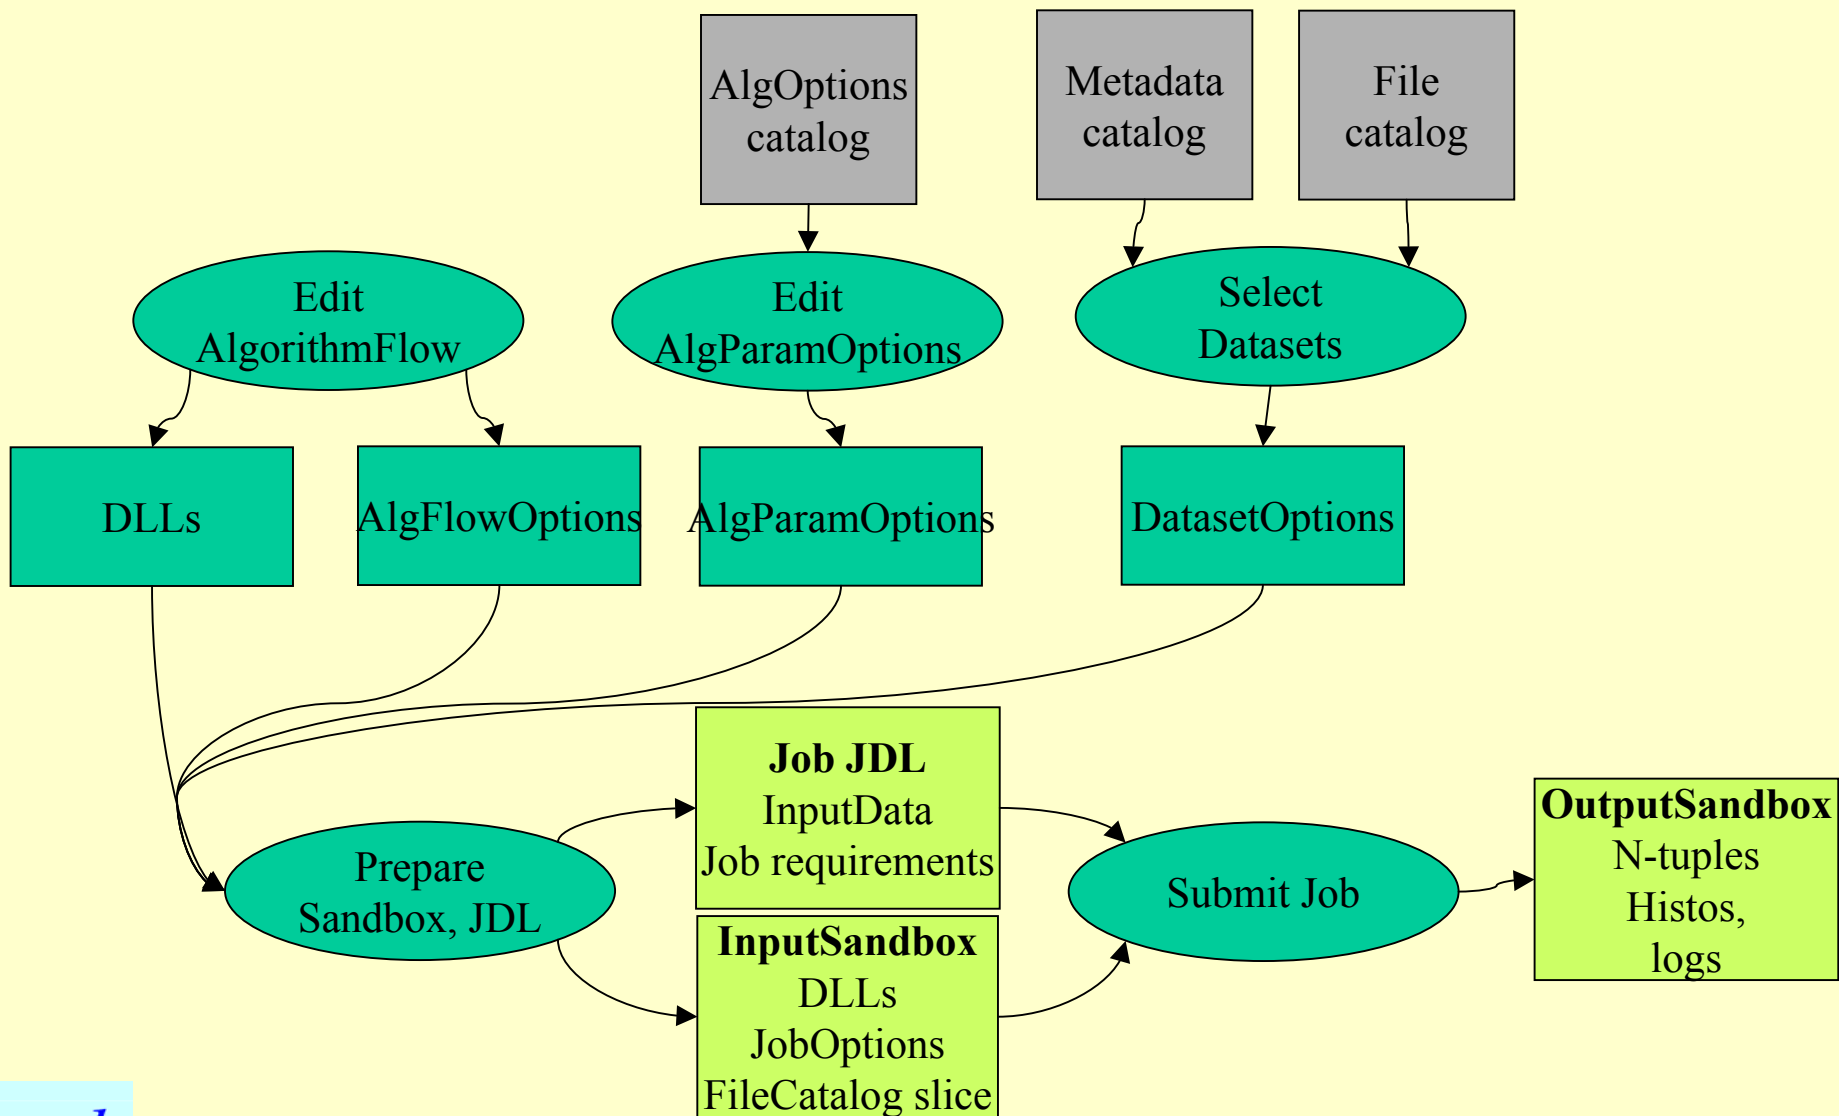 AlgOptions
catalog
Metadata
catalog
File
catalog
Edit
AlgorithmFlow
Edit
AlgParamOptions
Select
Datasets
DLLs
AlgFlowOptions
AlgParamOptions
DatasetOptions
Prepare
Sandbox, JDL
Job JDL
InputData
Job requirements
InputSandbox
DLLs
JobOptions
FileCatalog slice
Submit Job
OutputSandbox
N-tuples
Histos,
logs